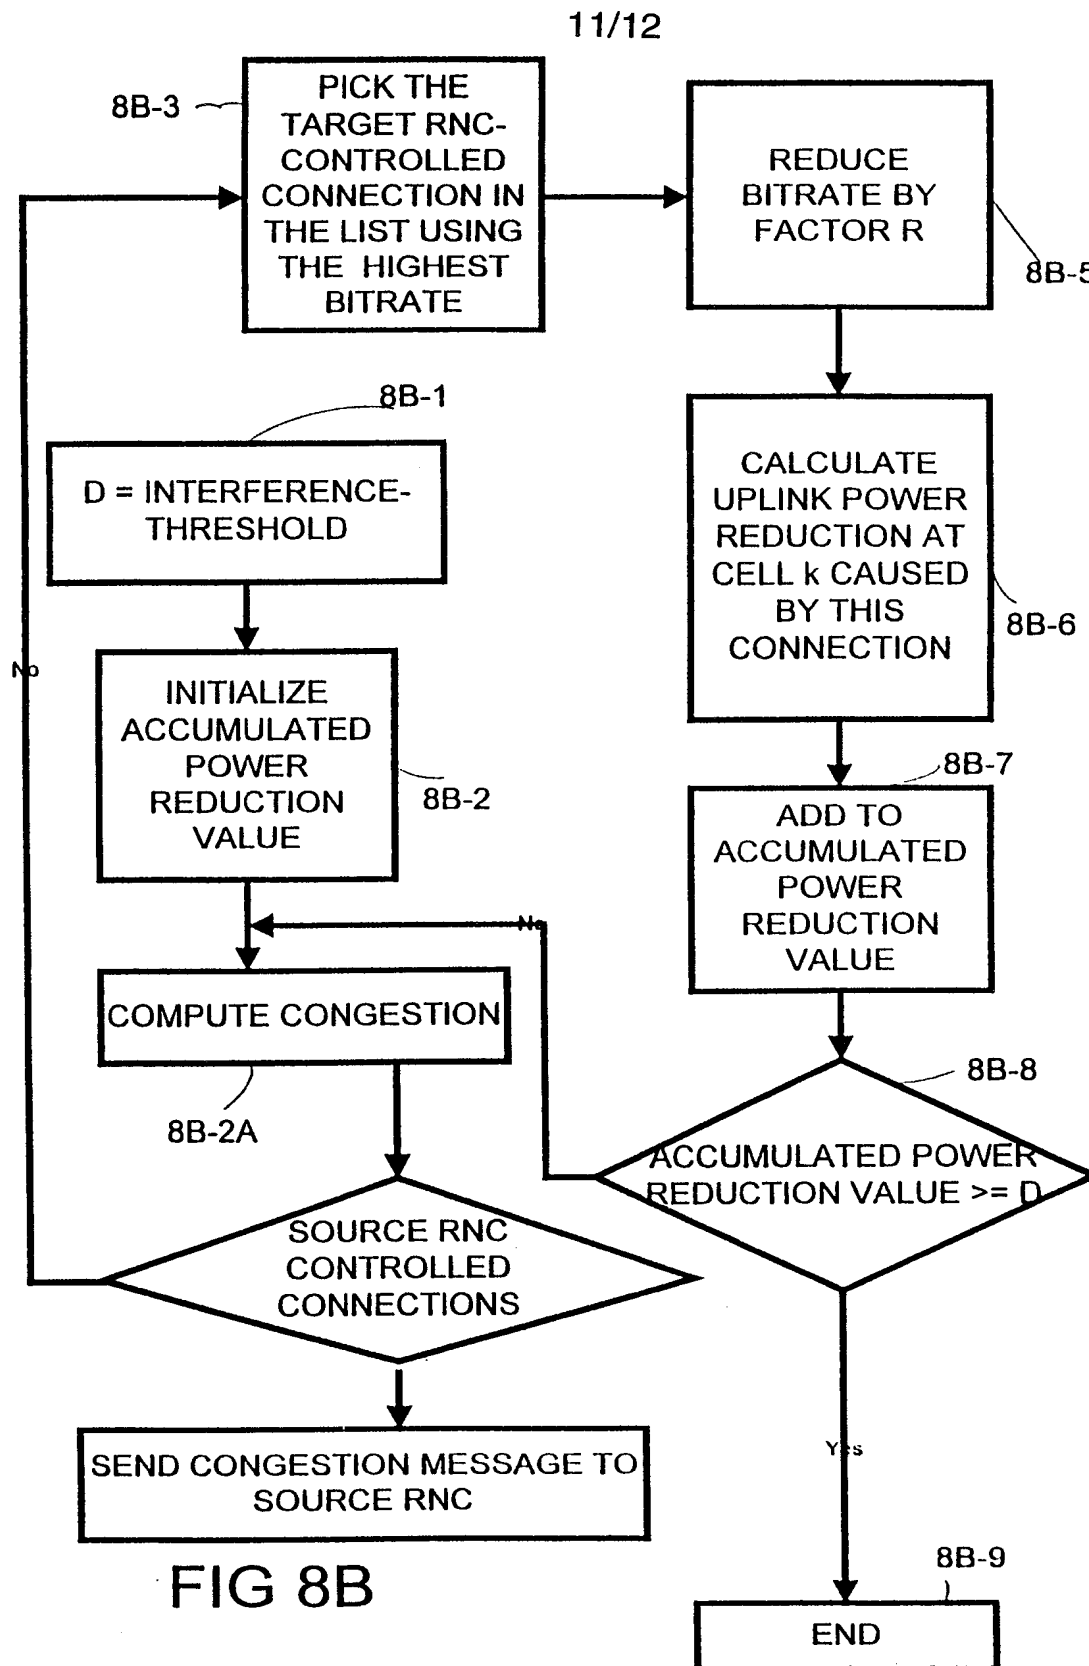 11/12
8B-3
PICK THE
TARGET RNC-
CONTROLLED
CONNECTION IN
THE LIST USING
THE HIGHEST
BITRATE
REDUCE
BITRATE BY
FACTOR R
8B-5
8B-1
D = INTERFERENCE-
THRESHOLD
CALCULATE
UPLINK POWER
REDUCTION AT
CELL k CAUSED
BY THIS
CONNECTION
8B-6
No
INITIALIZE
ACCUMULATED
POWER
REDUCTION
VALUE
8B-2
8B-7
ADD TO
ACCUMULATED
POWER
REDUCTION
VALUE
No
COMPUTE CONGESTION
8B-2A
8B-8
ACCUMULATED POWER
REDUCTION VALUE >= D
SOURCE RNC
CONTROLLED
CONNECTIONS
Yes
SEND CONGESTION MESSAGE TO
SOURCE RNC
FIG 8B
8B-9
END